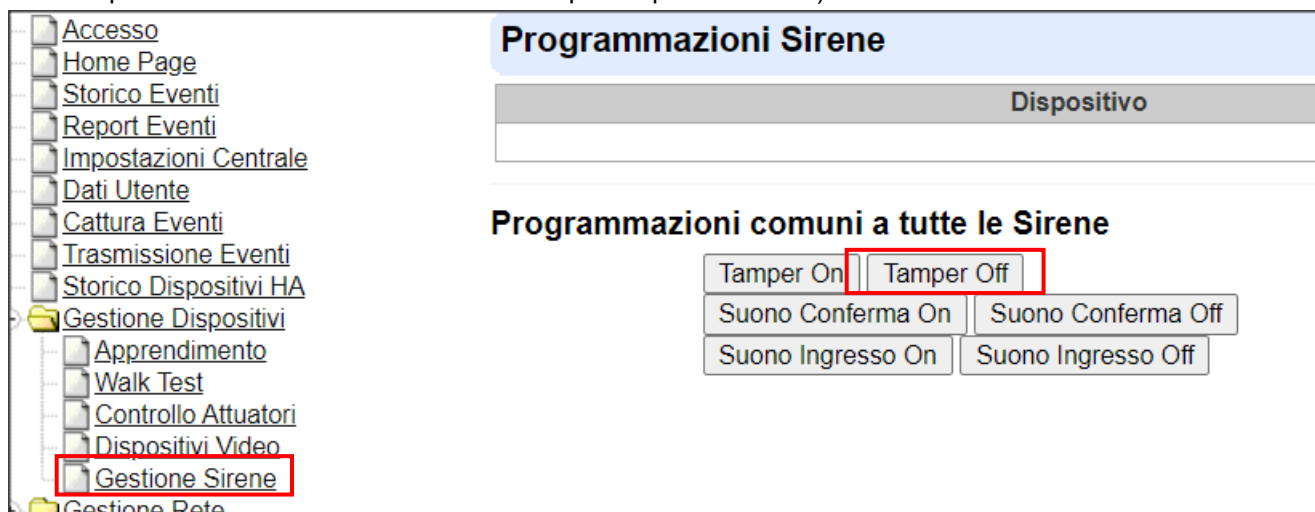 Accesso
Home Page
Storico Eventi
Report Eventi
Impostazioni Centrale
Dati Utente
Cattura Eventi
Trasmissione Eventi
Storico Dispositivi HA
Gestione Dispositivi
Apprendimento
Walk Test
Controllo Attuatori
Dispositivi Video
Gestione Sirene
Gestione Rete
Programmazioni Sirene
Dispositivo
Programmazioni comuni a tutte le Sirene
Tamper On Tamper Off
Suono Conferma On Suono Conferma Off
Suono Ingresso On Suono Ingresso Off